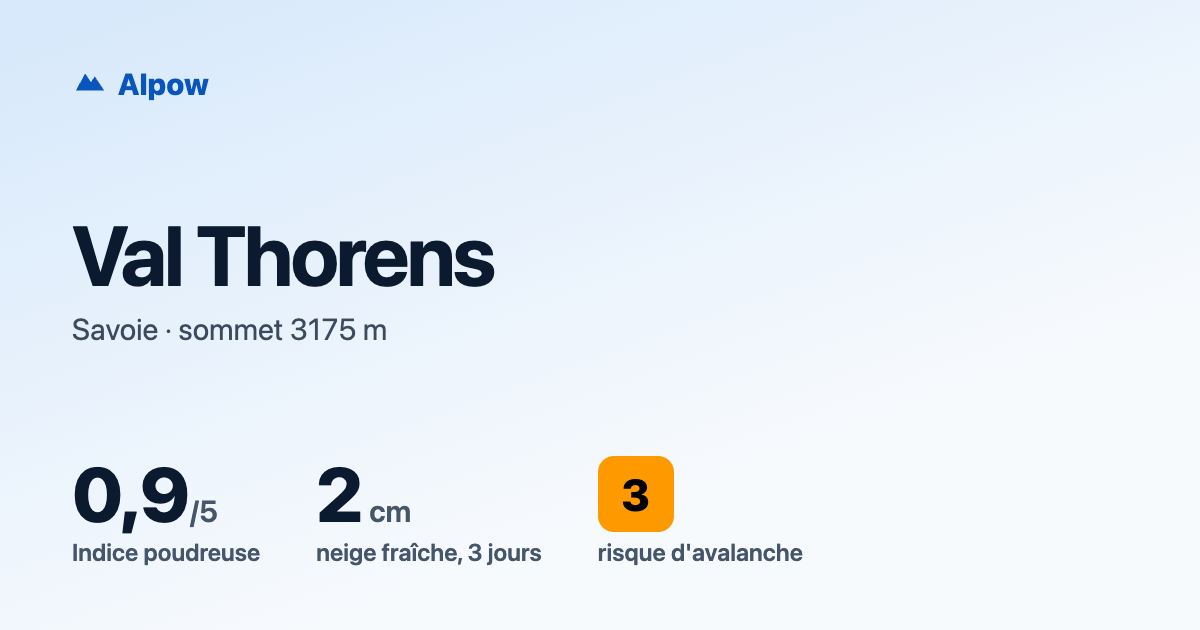 Alpow
Val Thorens
Savoie · sommet 3175 m
0,9/5
Indice poudreuse
2 cm
neige fraîche, 3 jours
3
risque d'avalanche